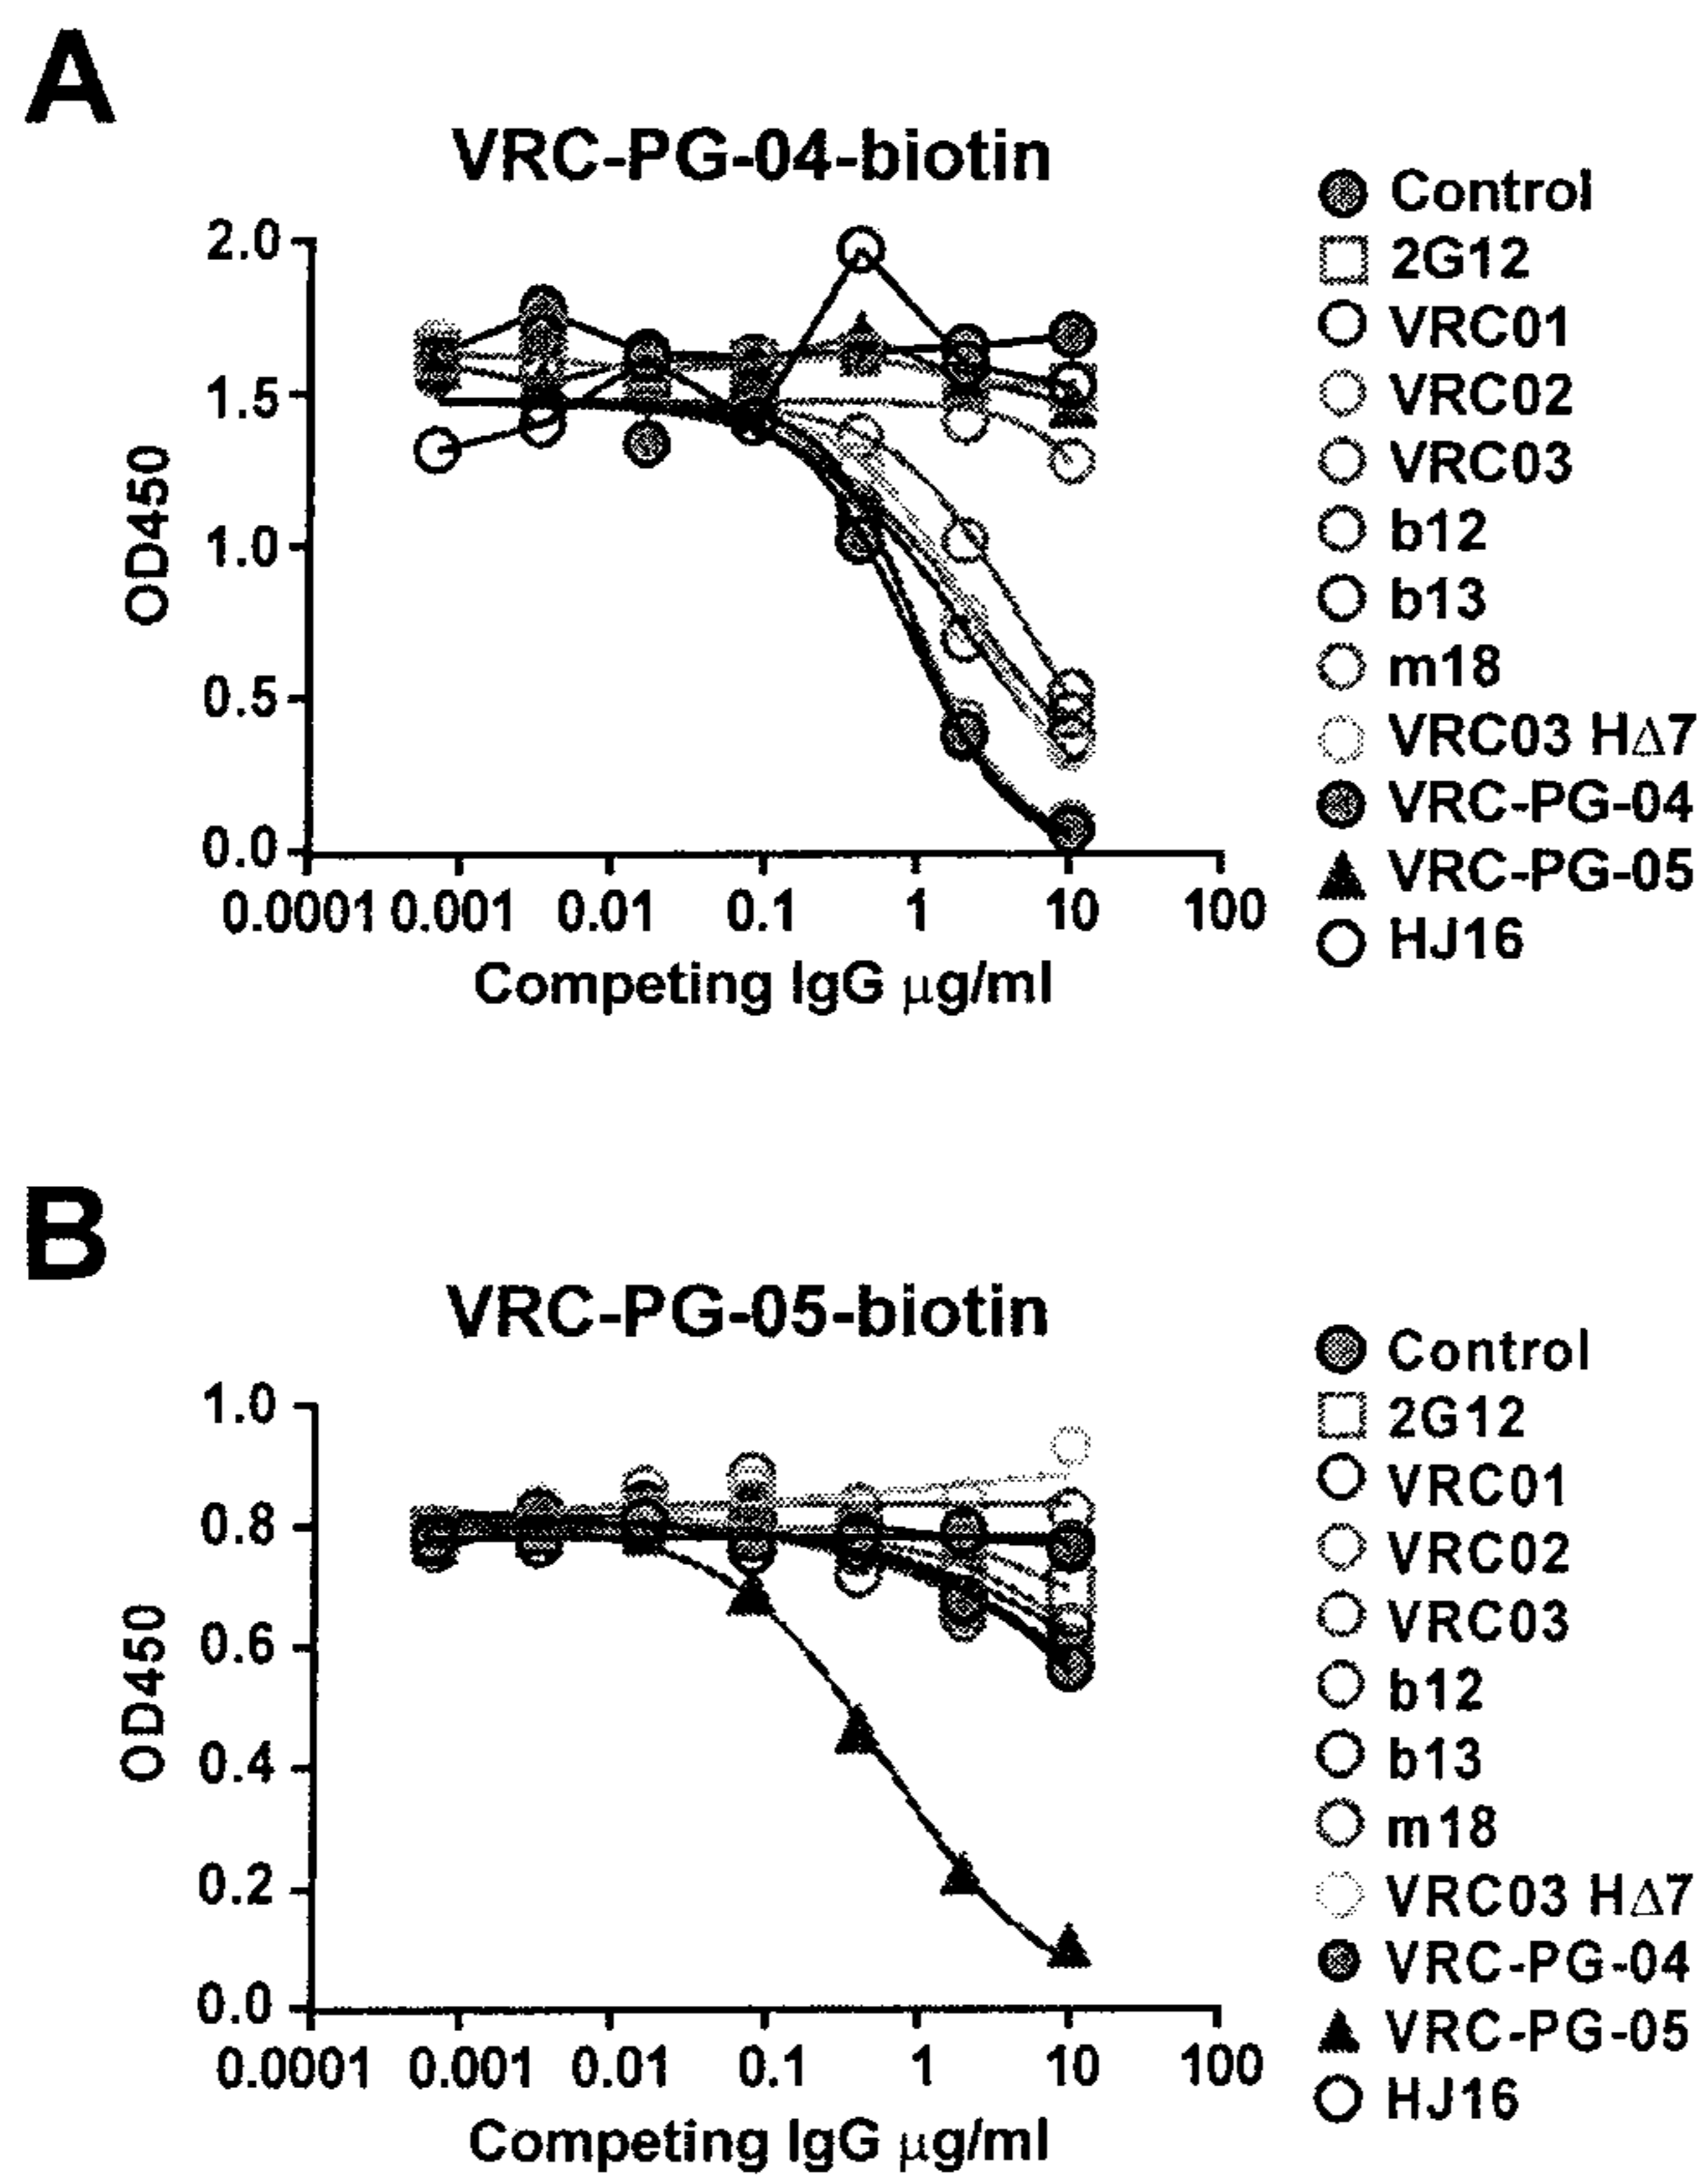 A
VRC-PG-04-biotin
2.0
1.5
1.0
0.5
0.0
OD450
0.0001 0.001 0.01 0.1 1 10 100
Competing IgG μg/ml
Control
2G12
VRC01
VRC02
VRC03
b12
b13
m18
VRC03 HΔ7
VRC-PG-04
VRC-PG-05
HJ16
B
VRC-PG-05-biotin
1.0
0.8
0.6
0.4
0.2
0.0
OD450
0.0001 0.001 0.01 0.1 1 10 100
Competing IgG μg/ml
Control
2G12
VRC01
VRC02
VRC03
b12
b13
m18
VRC03 HΔ7
VRC-PG-04
VRC-PG-05
HJ16